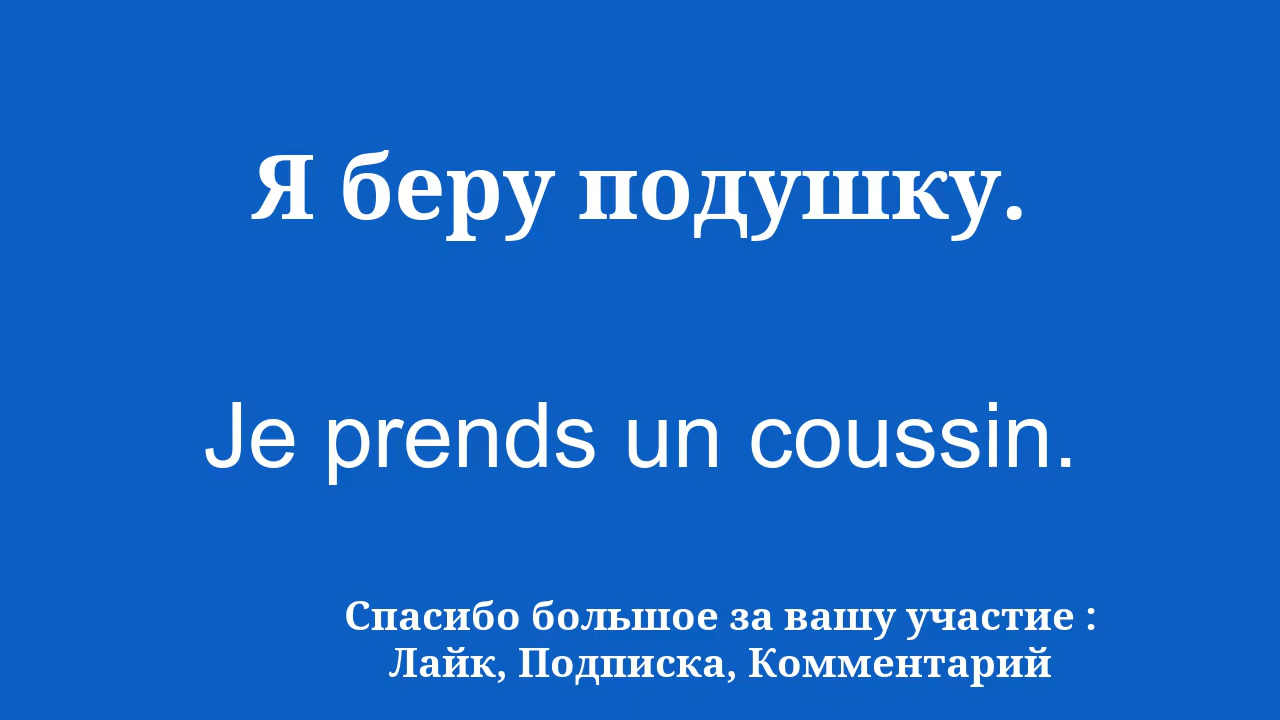 Я беру подушку.
Je prends un coussin.
Спасибо большое за вашу участие :
Лайк, Подписка, Комментарий